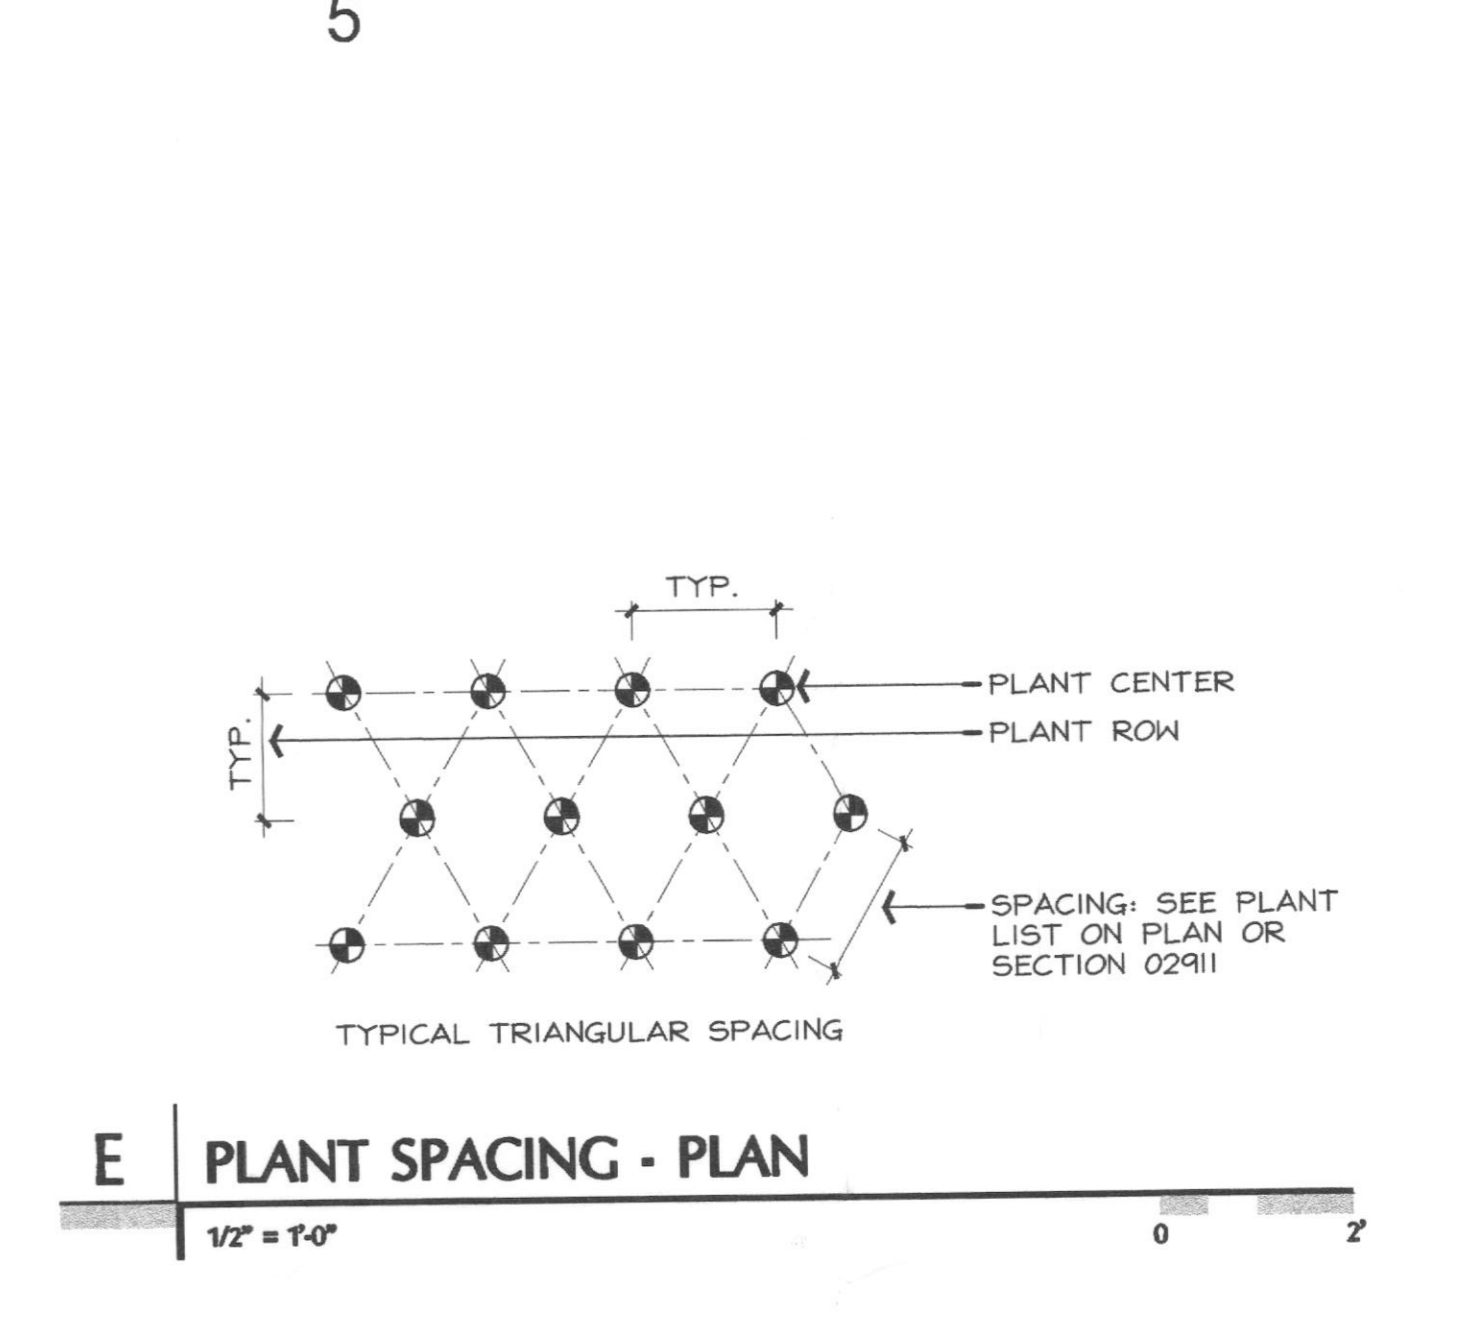 5
TYP.
PLANT CENTER
TYP.
PLANT ROW
SPACING: SEE PLANT
LIST ON PLAN OR
SECTION 02911
TYPICAL TRIANGULAR SPACING
E
PLANT SPACING - PLAN
1/2" = 1'-0"
0
2'